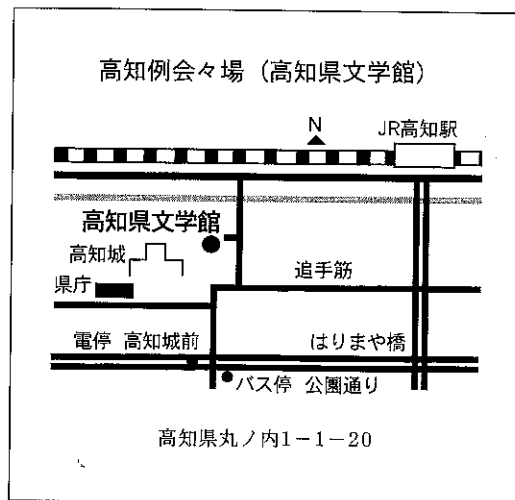 高知例会々場（高知県文学館）
N
JR高知駅
高知県文学館
高知城
県庁
追手筋
電停 高知城前
はりまや橋
バス停 公園通り
高知県丸ノ内1－1－20